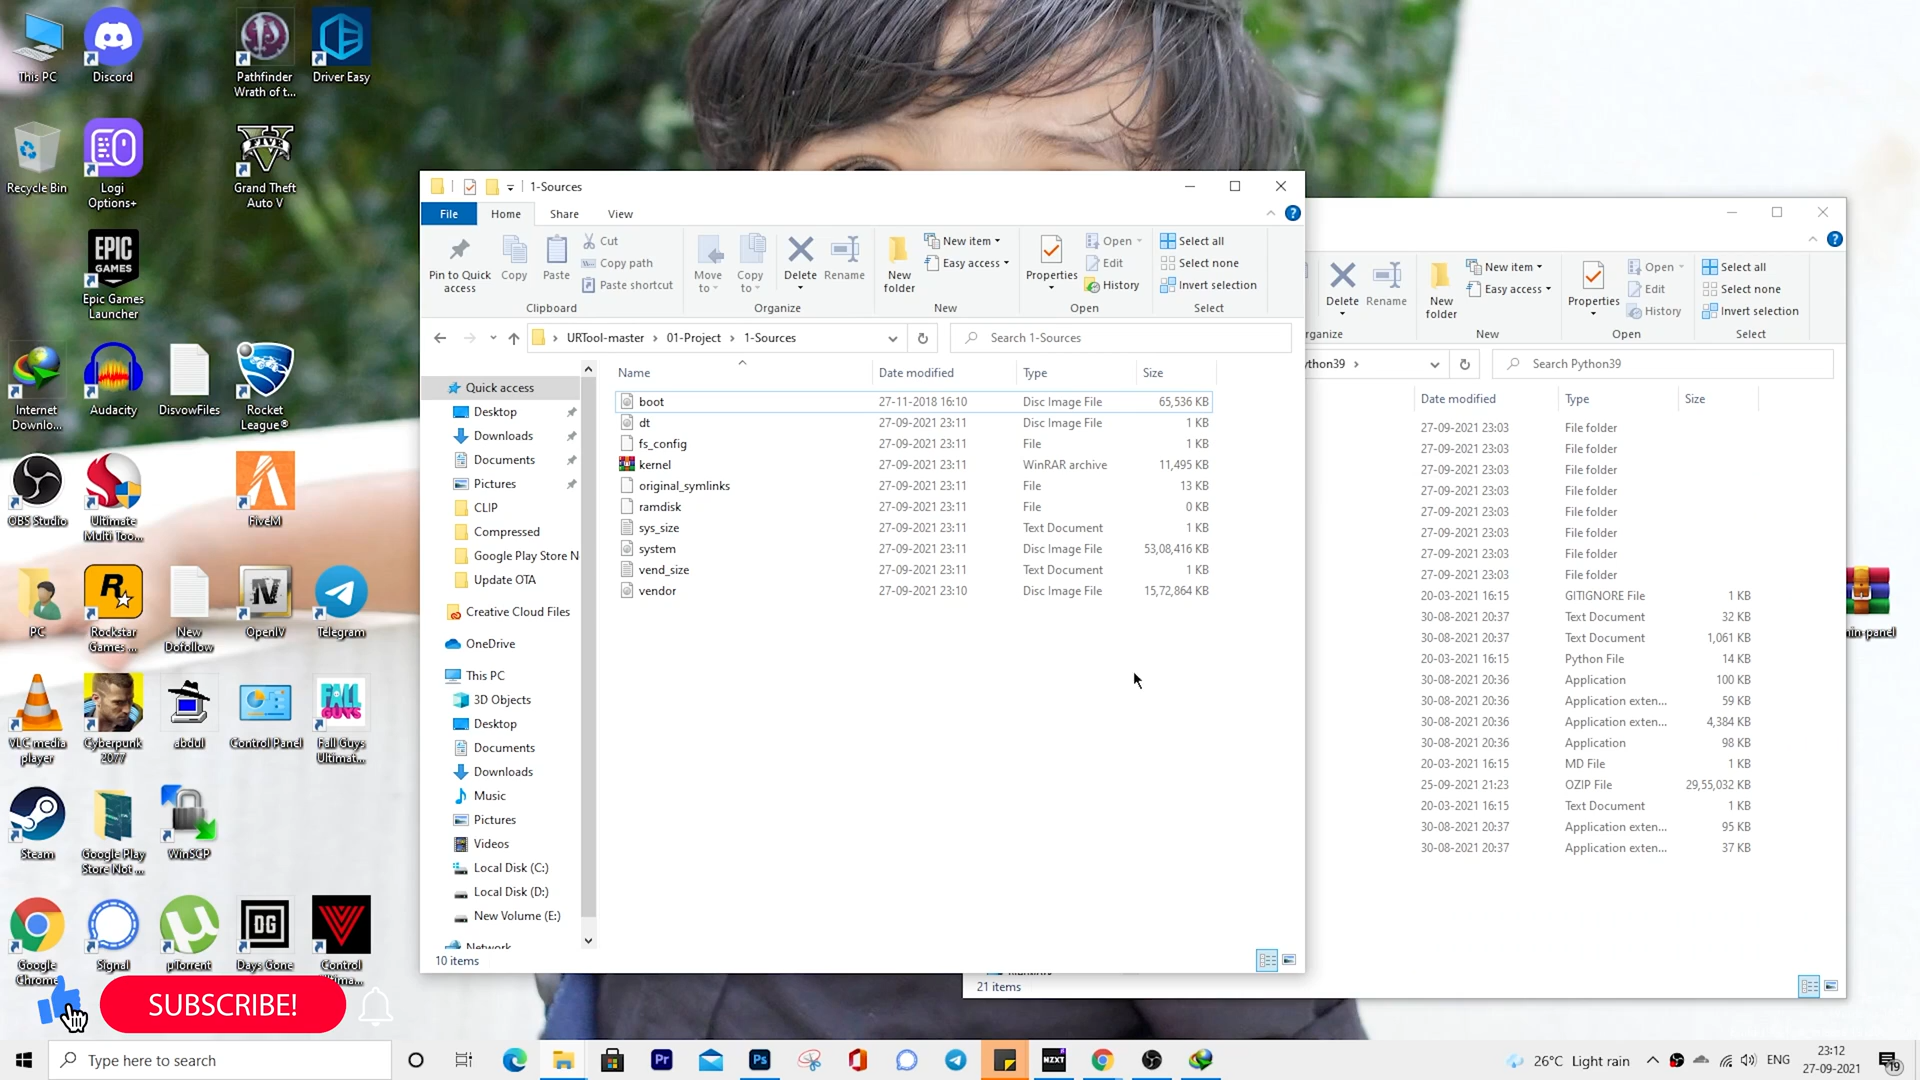 This PC
Discord
Pathfinder
Wrath of t...
Driver Easy
Recycle Bin
Logi
Options+
Grand Theft
Auto V
EPIC
GAMES
Epic Games
Launcher
Internet
Downlo...
Audacity
DisvowFiles
Rocket
League®
OBS Studio
Ultimate
Multi Too...
FiveM
PC
Rockstar
Games ...
New
Dofollow
OpenIV
Telegram
VLC media
player
Cyberpunk
2077
abdul
Control Panel
FALL
GUYS
Fall Guys
Ultimat...
Steam
Google Play
Store Not ...
WinSCP
Google
Chrome
Signal
µTorrent
DG
Days Gone
Control
Ultima...
SUBSCRIBE!
1-Sources
File
Home
Share
View
Pin to Quick
access
Copy
Paste
Cut
Copy path
Paste shortcut
Clipboard
Move
to
Copy
to
Delete
Rename
Organize
New
folder
New item
Easy access
New
Properties
Open
Edit
History
Open
Select all
Select none
Invert selection
Select
URTool-master > 01-Project > 1-Sources
Search 1-Sources
Quick access
Desktop
Downloads
Documents
Pictures
CLIP
Compressed
Google Play Store N
Update OTA
Creative Cloud Files
OneDrive
This PC
3D Objects
Desktop
Documents
Downloads
Music
Pictures
Videos
Local Disk (C:)
Local Disk (D:)
New Volume (E:)
Network
Name Date modified Type Size
boot 27-11-2018 16:10 Disc Image File 65,536 KB
dt 27-09-2021 23:11 Disc Image File 1 KB
fs_config 27-09-2021 23:11 File 1 KB
kernel 27-09-2021 23:11 WinRAR archive 11,495 KB
original_symlinks 27-09-2021 23:11 File 13 KB
ramdisk 27-09-2021 23:11 File 0 KB
sys_size 27-09-2021 23:11 Text Document 1 KB
system 27-09-2021 23:11 Disc Image File 53,08,416 KB
vend_size 27-09-2021 23:11 Text Document 1 KB
vendor 27-09-2021 23:10 Disc Image File 15,72,864 KB
10 items
Delete
Rename
rganize
New
folder
New item
Easy access
New
Properties
Open
Edit
History
Open
Select all
Select none
Invert selection
Select
ython39 >
Search Python39
Date modified Type Size
27-09-2021 23:03 File folder
27-09-2021 23:03 File folder
27-09-2021 23:03 File folder
27-09-2021 23:03 File folder
27-09-2021 23:03 File folder
27-09-2021 23:03 File folder
27-09-2021 23:03 File folder
27-09-2021 23:03 File folder
20-03-2021 16:15 GITIGNORE File 1 KB
30-08-2021 20:37 Text Document 32 KB
30-08-2021 20:37 Text Document 1,061 KB
20-03-2021 16:15 Python File 14 KB
30-08-2021 20:36 Application 100 KB
30-08-2021 20:36 Application exten... 59 KB
30-08-2021 20:36 Application exten... 4,384 KB
30-08-2021 20:36 Application 98 KB
20-03-2021 16:15 MD File 1 KB
25-09-2021 21:23 OZIP File 29,55,032 KB
20-03-2021 16:15 Text Document 1 KB
30-08-2021 20:37 Application exten... 95 KB
30-08-2021 20:37 Application exten... 37 KB
21 items
min-panel
Type here to search
Pr
Ps
NZXT
26°C Light rain
ENG
23:12
27-09-2021
19